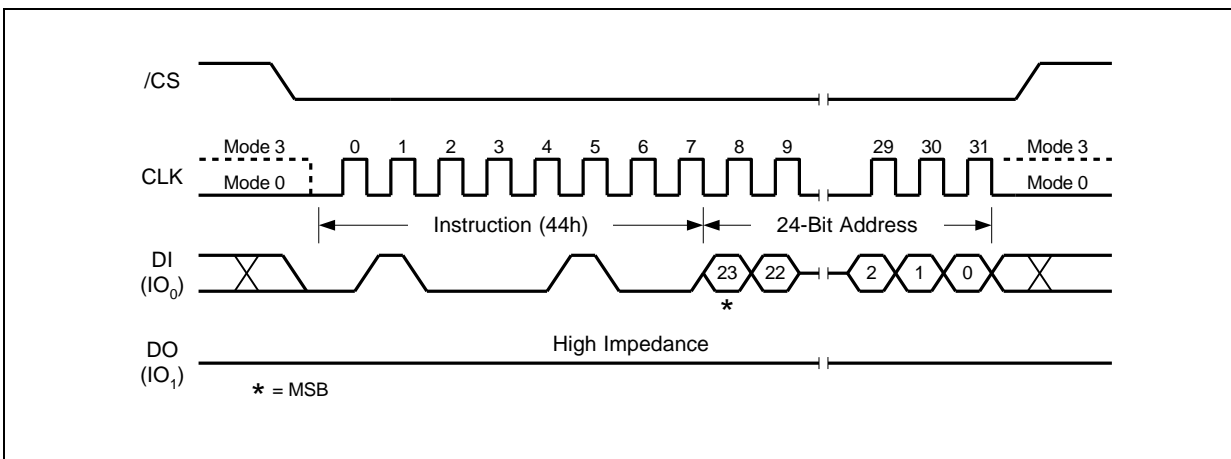 /CS
Mode 3 0 1 2 3 4 5 6 7 8 9 29 30 31 Mode 3
CLK Mode 0 Mode 0
Instruction (44h) 24-Bit Address
DI
(IO0) 23 22 2 1 0
*
High Impedance
DO
(IO1)
* = MSB